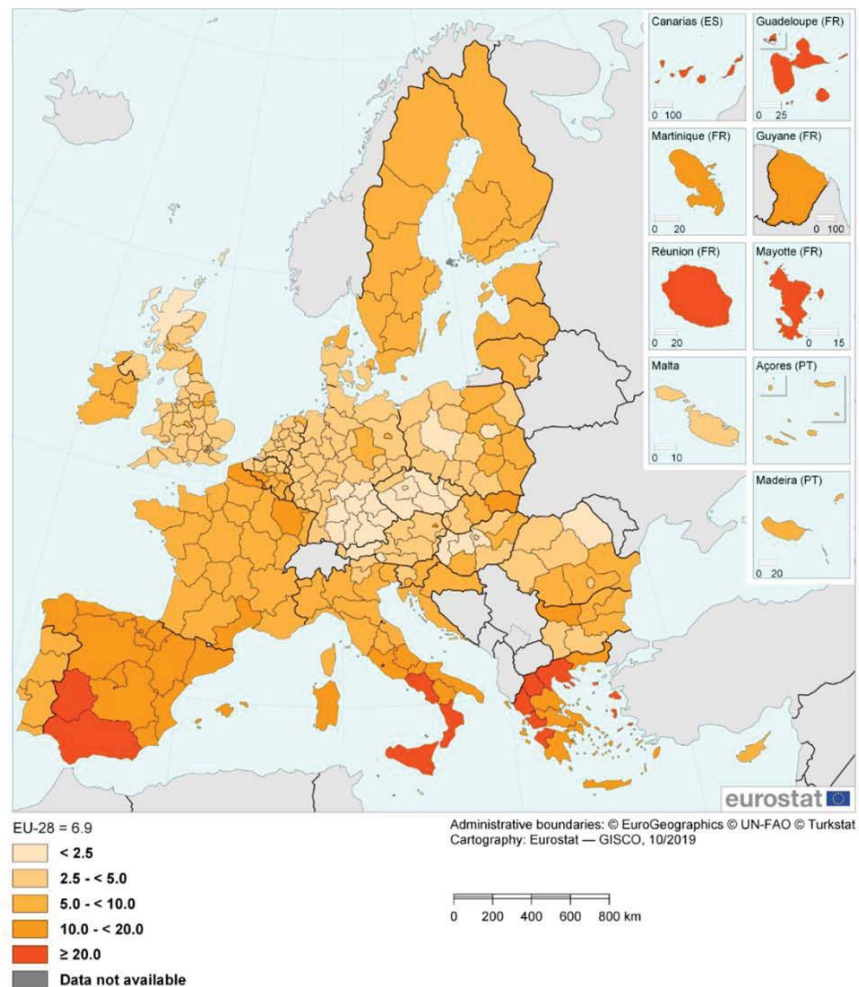 Canarias (ES)
0 100
Guadeloupe (FR)
0 25
Martinique (FR)
0 20
Guyane (FR)
0 100
Réunion (FR)
0 20
Mayotte (FR)
0 15
Malta
0 10
Açores (PT)
Madeira (PT)
0 20
eurostat
EU-28 = 6.9
< 2.5
2.5 - < 5.0
5.0 - < 10.0
10.0 - < 20.0
≥ 20.0
Data not available
Administrative boundaries: © EuroGeographics © UN-FAO © Turkstat
Cartography: Eurostat — GISCO, 10/2019
0 200 400 600 800 km